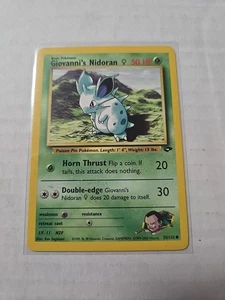 Basic Pokémon
Giovanni's Nidoran ♀ 50 HP
Poison Pin Pokémon. Length: 1' 4", Weight: 15 lbs.
Horn Thrust Flip a coin. If
tails, this attack does nothing.
20
Double-edge Giovanni's
Nidoran ♀ does 20 damage to itself.
30
weakness
resistance
retreat cost